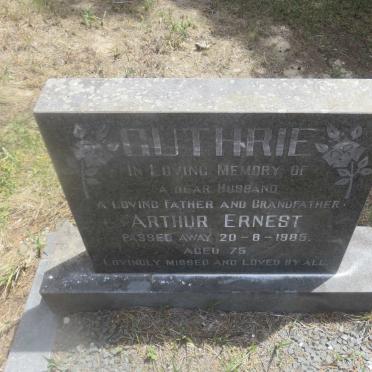 GUTHRIE
IN LOVING MEMORY OF
A DEAR HUSBAND
A LOVING FATHER AND GRANDFATHER
ARTHUR ERNEST
PASSED AWAY 20-8-1985
AGED 75
LOVINGLY MISSED AND LOVED BY ALL